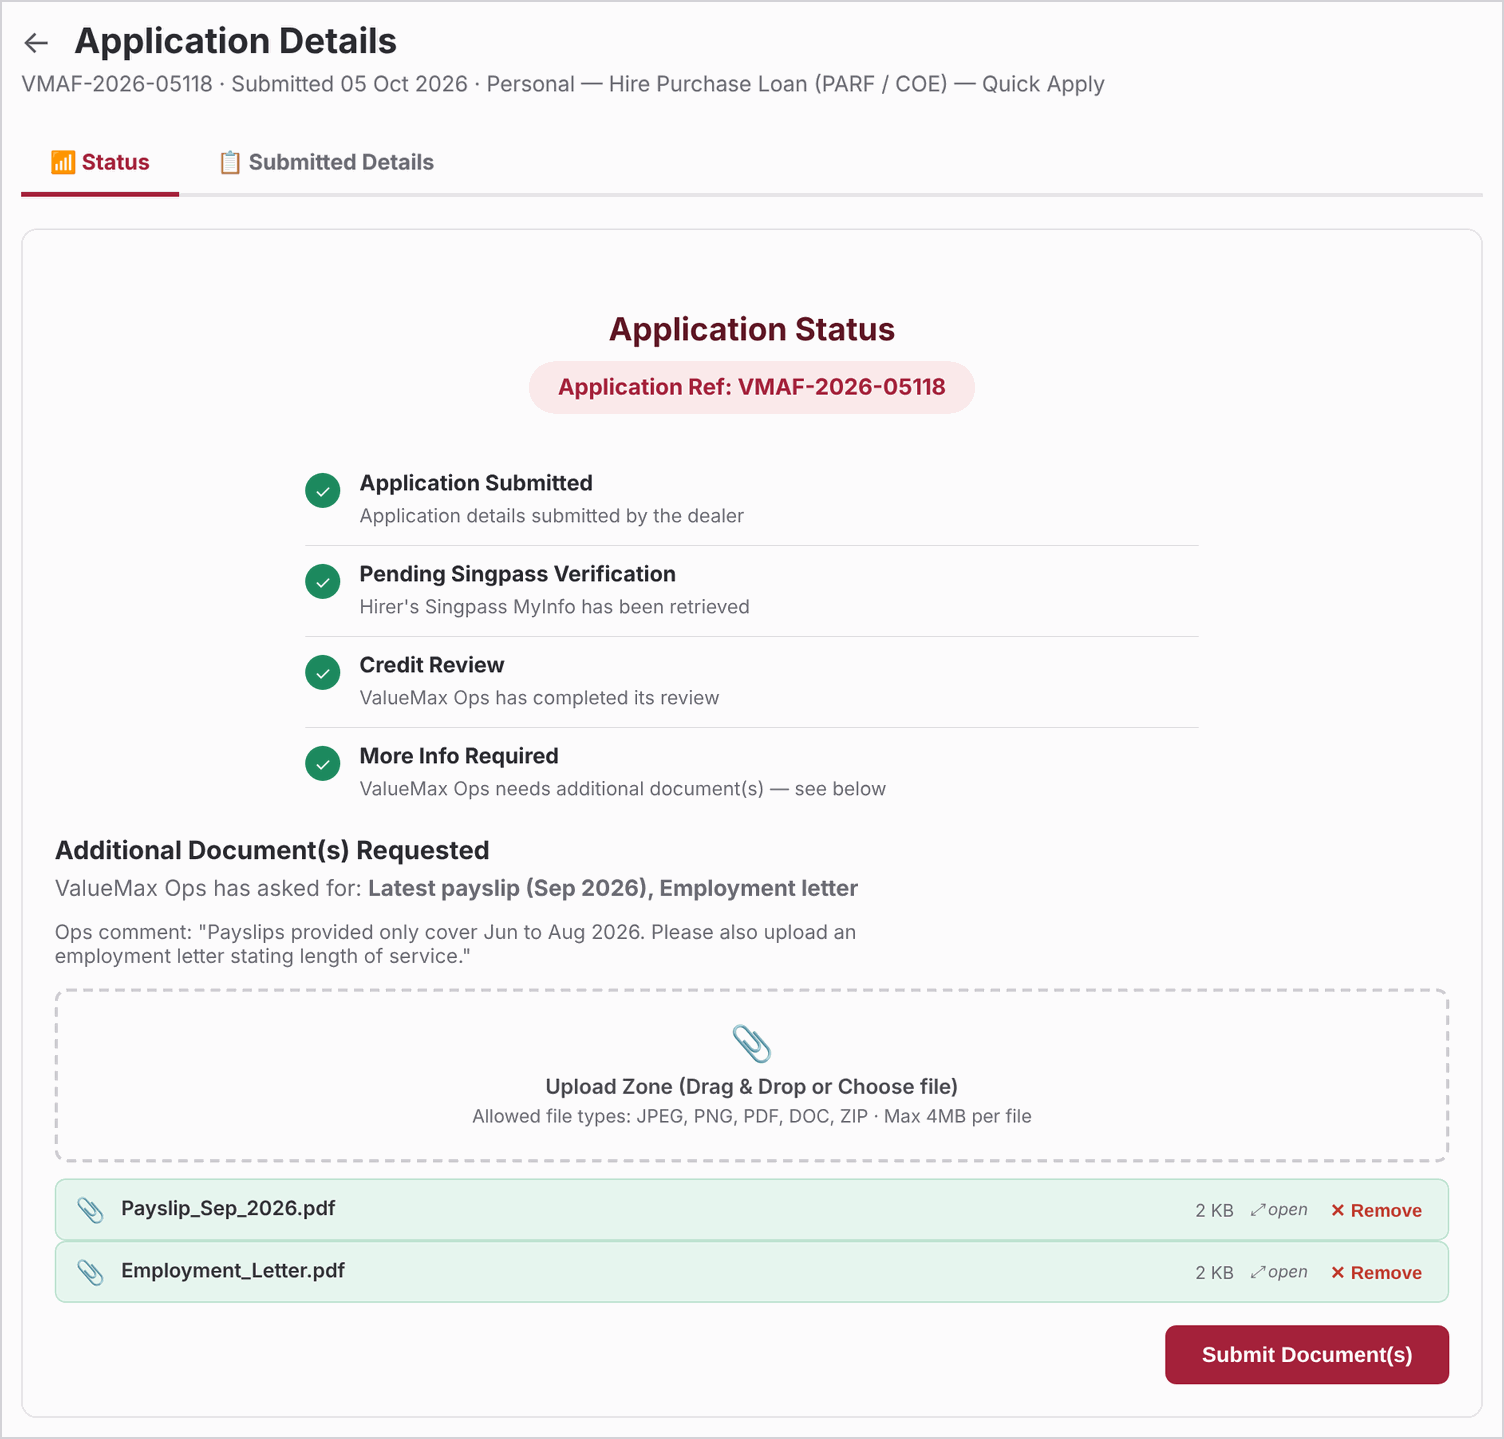 ← Application Details
VMAF-2026-05118 · Submitted 05 Oct 2026 · Personal — Hire Purchase Loan (PARF / COE) — Quick Apply
Status
Submitted Details
Application Status
Application Ref: VMAF-2026-05118
Application Submitted
Application details submitted by the dealer
Pending Singpass Verification
Hirer's Singpass MyInfo has been retrieved
Credit Review
ValueMax Ops has completed its review
More Info Required
ValueMax Ops needs additional document(s) — see below
Additional Document(s) Requested
ValueMax Ops has asked for: Latest payslip (Sep 2026), Employment letter
Ops comment: "Payslips provided only cover Jun to Aug 2026. Please also upload an
employment letter stating length of service."
Upload Zone (Drag & Drop or Choose file)
Allowed file types: JPEG, PNG, PDF, DOC, ZIP · Max 4MB per file
Payslip_Sep_2026.pdf 2 KB ⤢ open ✕ Remove
Employment_Letter.pdf 2 KB ⤢ open ✕ Remove
Submit Document(s)